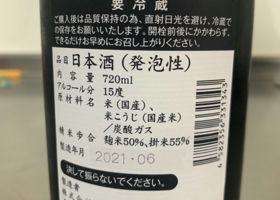 要冷蔵
ご購入後は品質保持の為、直射日光を避け、冷蔵で
の保存をお願いいたします。開栓前後にかかわらず、
できるだけお早めにお召し上がりください。
品目 日本酒(発泡性)
内容量 720ml
アルコール分 15度
原材料名 米(国産)、
米こうじ(国産米)
/炭酸ガス
精米歩合 麹米50%、掛米55%
製造年月 2021・06
決して振らないでください。
製造者
株式会